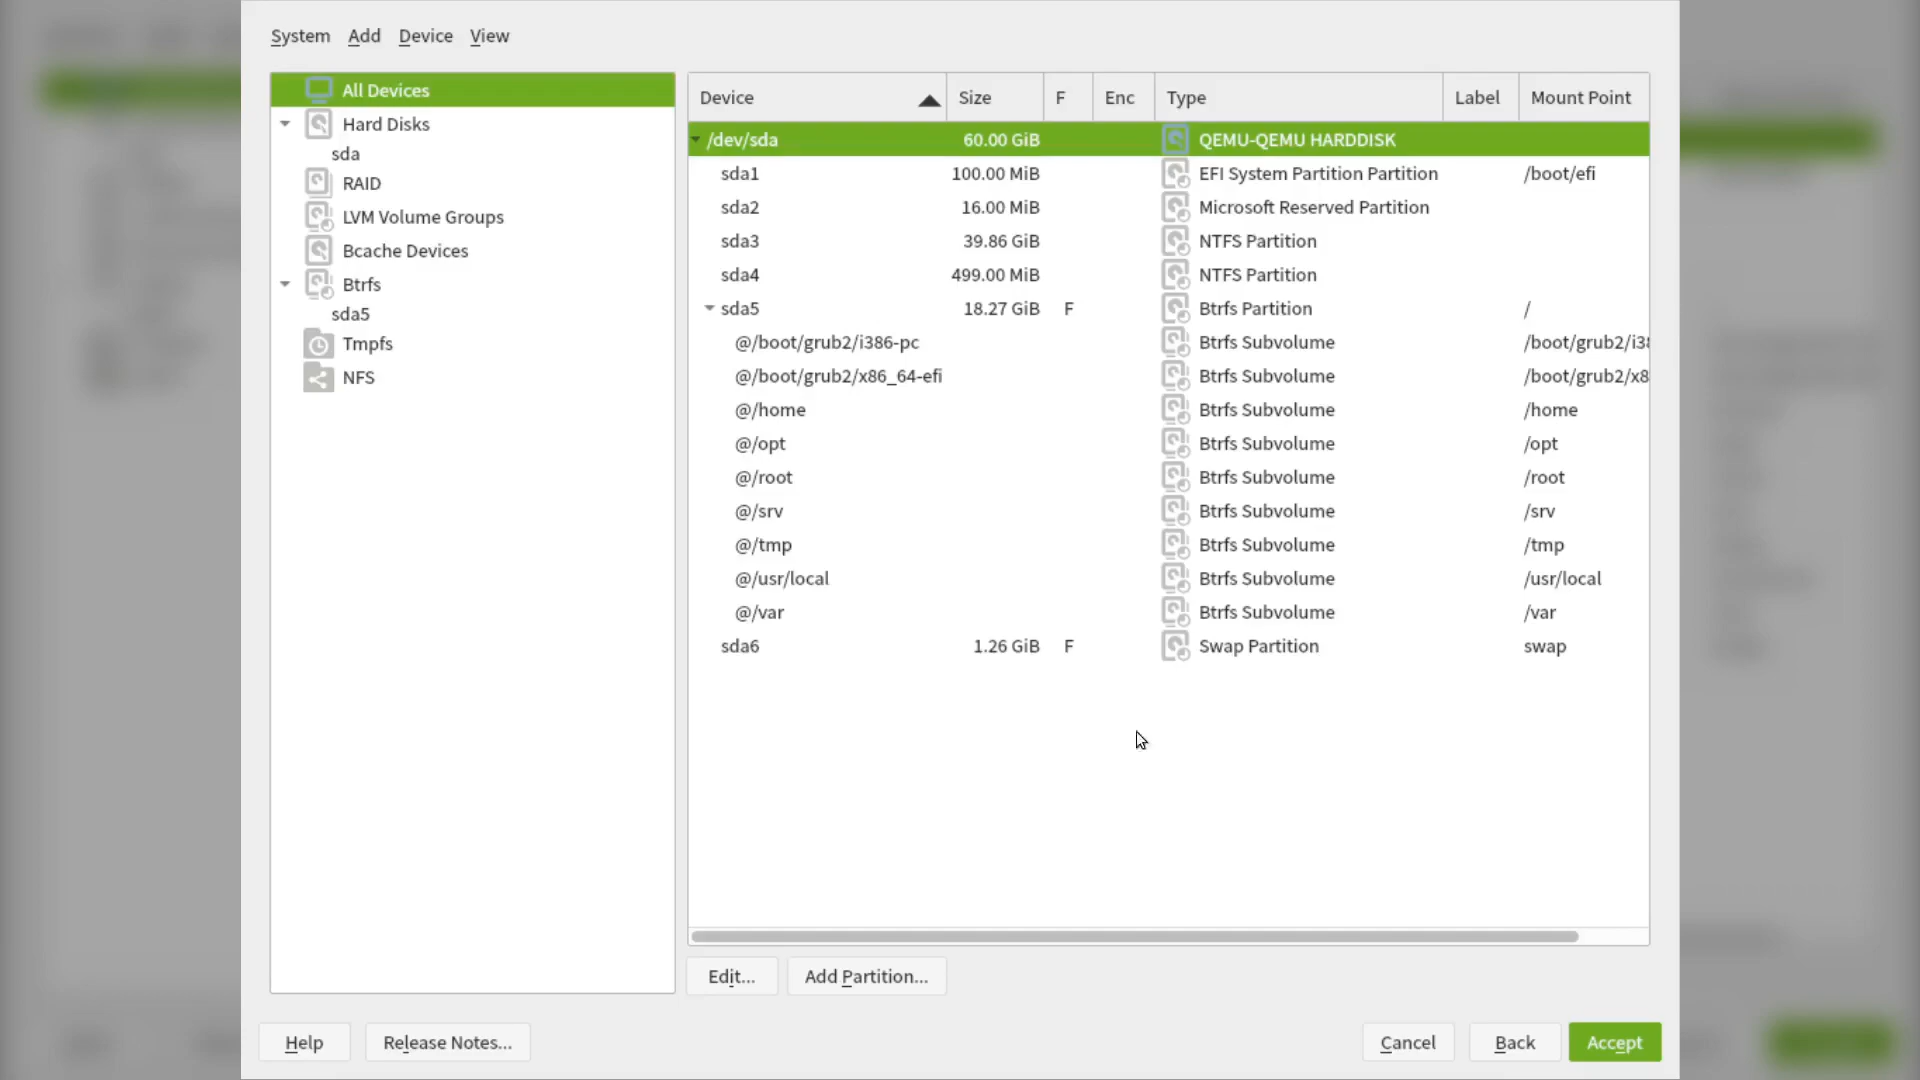 System Add Device View
All Devices
Hard Disks
sda
RAID
LVM Volume Groups
Bcache Devices
Btrfs
sda5
Tmpfs
NFS
Device Size F Enc Type Label Mount Point
/dev/sda 60.00 GiB QEMU-QEMU HARDDISK
sda1 100.00 MiB EFI System Partition Partition /boot/efi
sda2 16.00 MiB Microsoft Reserved Partition
sda3 39.86 GiB NTFS Partition
sda4 499.00 MiB NTFS Partition
sda5 18.27 GiB F Btrfs Partition /
@/boot/grub2/i386-pc Btrfs Subvolume /boot/grub2/i38
@/boot/grub2/x86_64-efi Btrfs Subvolume /boot/grub2/x8
@/home Btrfs Subvolume /home
@/opt Btrfs Subvolume /opt
@/root Btrfs Subvolume /root
@/srv Btrfs Subvolume /srv
@/tmp Btrfs Subvolume /tmp
@/usr/local Btrfs Subvolume /usr/local
@/var Btrfs Subvolume /var
sda6 1.26 GiB F Swap Partition swap
Edit... Add Partition...
Help Release Notes... Cancel Back Accept